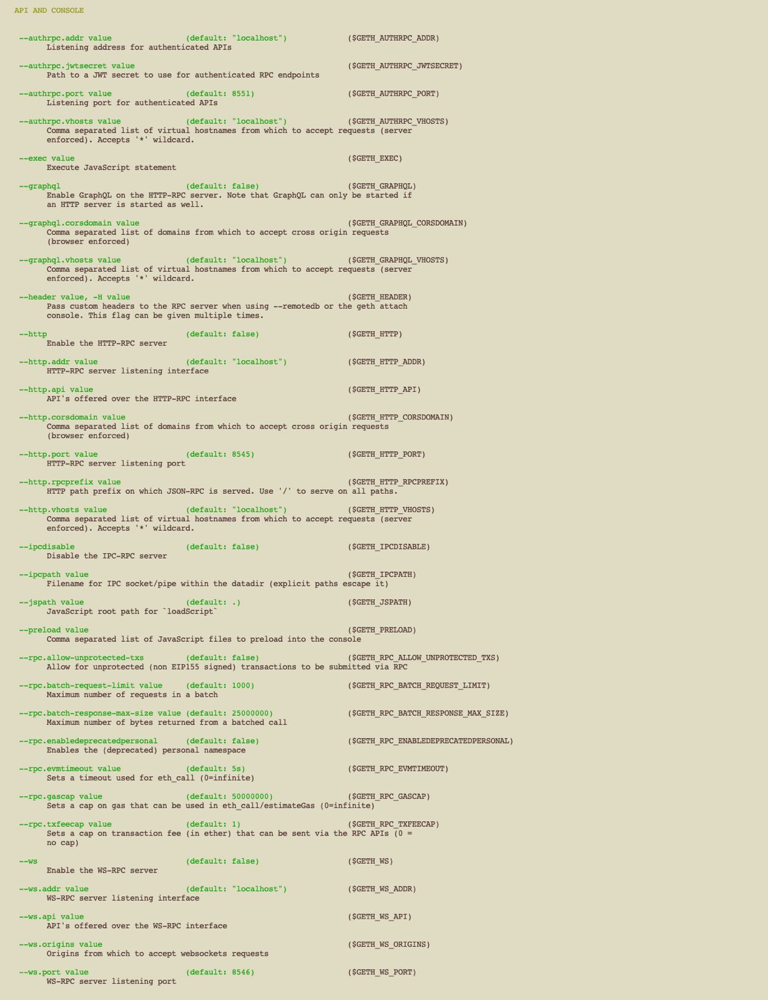 API AND CONSOLE
--authrpc.addr value (default: "localhost") ($GETH_AUTHRPC_ADDR)
Listening address for authenticated APIs
--authrpc.jwtsecret value ($GETH_AUTHRPC_JWTSECRET)
Path to a JWT secret to use for authenticated RPC endpoints
--authrpc.port value (default: 8551) ($GETH_AUTHRPC_PORT)
Listening port for authenticated APIs
--authrpc.vhosts value (default: "localhost") ($GETH_AUTHRPC_VHOSTS)
Comma separated list of virtual hostnames from which to accept requests (server
enforced). Accepts '*' wildcard.
--exec value ($GETH_EXEC)
Execute JavaScript statement
--graphql (default: false) ($GETH_GRAPHQL)
Enable GraphQL on the HTTP-RPC server. Note that GraphQL can only be started if
an HTTP server is started as well.
--graphql.corsdomain value ($GETH_GRAPHQL_CORSDOMAIN)
Comma separated list of domains from which to accept cross origin requests
(browser enforced)
--graphql.vhosts value (default: "localhost") ($GETH_GRAPHQL_VHOSTS)
Comma separated list of virtual hostnames from which to accept requests (server
enforced). Accepts '*' wildcard.
--header value, -H value ($GETH_HEADER)
Pass custom headers to the RPC server when using --remotedb or the geth attach
console. This flag can be given multiple times.
--http (default: false) ($GETH_HTTP)
Enable the HTTP-RPC server
--http.addr value (default: "localhost") ($GETH_HTTP_ADDR)
HTTP-RPC server listening interface
--http.api value ($GETH_HTTP_API)
API's offered over the HTTP-RPC interface
--http.corsdomain value ($GETH_HTTP_CORSDOMAIN)
Comma separated list of domains from which to accept cross origin requests
(browser enforced)
--http.port value (default: 8545) ($GETH_HTTP_PORT)
HTTP-RPC server listening port
--http.rpcprefix value ($GETH_HTTP_RPCPREFIX)
HTTP path prefix on which JSON-RPC is served. Use '/' to serve on all paths.
--http.vhosts value (default: "localhost") ($GETH_HTTP_VHOSTS)
Comma separated list of virtual hostnames from which to accept requests (server
enforced). Accepts '*' wildcard.
--ipcdisable (default: false) ($GETH_IPCDISABLE)
Disable the IPC-RPC server
--ipcpath value ($GETH_IPCPATH)
Filename for IPC socket/pipe within the datadir (explicit paths escape it)
--jspath value (default: .) ($GETH_JSPATH)
JavaScript root path for `loadScript`
--preload value ($GETH_PRELOAD)
Comma separated list of JavaScript files to preload into the console
--rpc.allow-unprotected-txs (default: false) ($GETH_RPC_ALLOW_UNPROTECTED_TXS)
Allow for unprotected (non EIP155 signed) transactions to be submitted via RPC
--rpc.batch-request-limit value (default: 1000) ($GETH_RPC_BATCH_REQUEST_LIMIT)
Maximum number of requests in a batch
--rpc.batch-response-max-size value (default: 25000000) ($GETH_RPC_BATCH_RESPONSE_MAX_SIZE)
Maximum number of bytes returned from a batched call
--rpc.enabledeprecatedpersonal (default: false) ($GETH_RPC_ENABLEDEPRECATEDPERSONAL)
Enables the (deprecated) personal namespace
--rpc.evmtimeout value (default: 5s) ($GETH_RPC_EVMTIMEOUT)
Sets a timeout used for eth_call (0=infinite)
--rpc.gascap value (default: 50000000) ($GETH_RPC_GASCAP)
Sets a cap on gas that can be used in eth_call/estimateGas (0=infinite)
--rpc.txfeecap value (default: 1) ($GETH_RPC_TXFEECAP)
Sets a cap on transaction fee (in ether) that can be sent via the RPC APIs (0 =
no cap)
--ws (default: false) ($GETH_WS)
Enable the WS-RPC server
--ws.addr value (default: "localhost") ($GETH_WS_ADDR)
WS-RPC server listening interface
--ws.api value ($GETH_WS_API)
API's offered over the WS-RPC interface
--ws.origins value ($GETH_WS_ORIGINS)
Origins from which to accept websockets requests
--ws.port value (default: 8546) ($GETH_WS_PORT)
WS-RPC server listening port